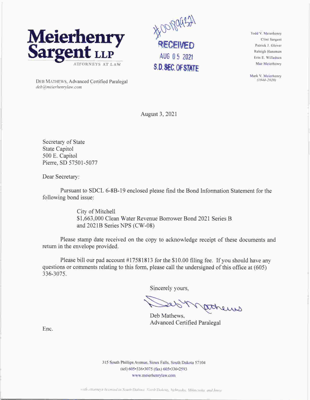 #00189321
Meierhenry
Sargent LLP
ATTORNEYS AT LAW
DEB MATHEWS, Advanced Certified Paralegal
deb@meierhenrylaw.com
RECEIVED
AUG 05 2021
S.D. SEC. OF STATE
Todd V. Meierhenry
Clint Sargent
Patrick J. Glover
Raleigh Hansman
Erin E. Willadsen
Mae Meierhenry
Mark V. Meierhenry
August 3, 2021
Secretary of State
State Capitol
500 E. Capitol
Pierre, SD 57501-5077
Dear Secretary:
Pursuant to SDCL 6-8B-19 enclosed please find the Bond Information Statement for the
following bond issue:
City of Mitchell
$1,663,000 Clean Water Revenue Borrower Bond 2021 Series B
and 2021B Series NPS (CW-08)
Please stamp date received on the copy to acknowledge receipt of these documents and
return in the envelope provided.
Please bill our pad account #17581813 for the $10.00 filing fee. If you should have any
questions or comments relating to this form, please call the undersigned of this office at (605)
336-3075.
Sincerely yours,
Deb Mathews
Deb Mathews,
Advanced Certified Paralegal
Enc.
315 South Phillips Avenue, Sioux Falls, South Dakota 57104
(tel) 605•336•3075 (fax) 605•336•2593
www.meierhenrylaw.com